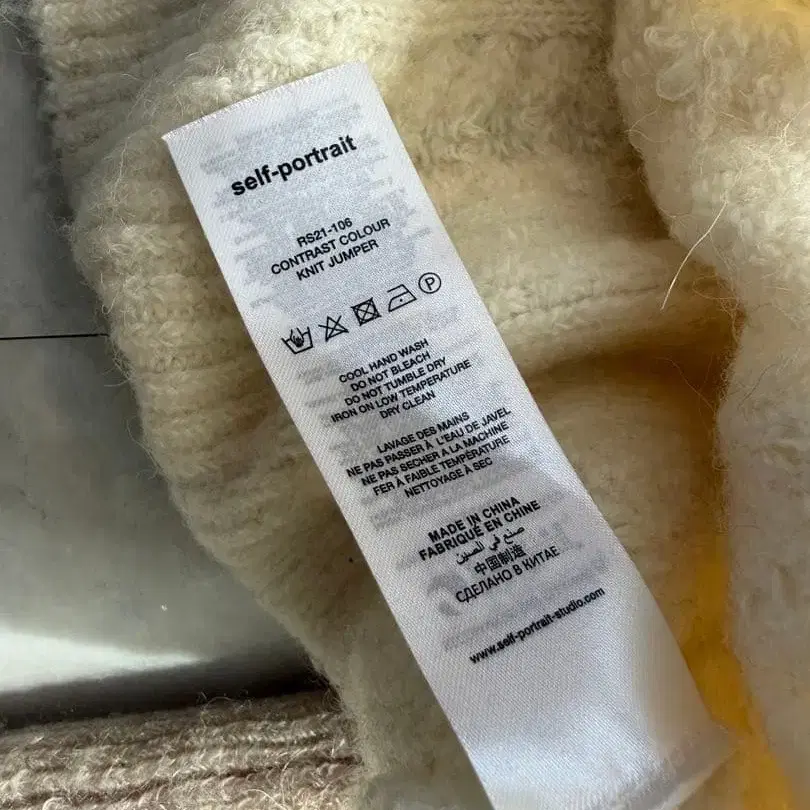 self-portrait
RS21-106
CONTRAST COLOUR
KNIT JUMPER
P
COOL HAND WASH
DO NOT BLEACH
DO NOT TUMBLE DRY
IRON ON LOW TEMPERATURE
DRY CLEAN
LAVAGE DES MAINS
NE PAS PASSER À L'EAU DE JAVEL
NE PAS SECHER A LA MACHINE
FER À FAIBLE TEMPÉRATURE
NETTOYAGE À SEC
MADE IN CHINA
FABRIQUÉ EN CHINE
صنع في الصين
中国制造
СДЕЛАНО В КИТАЕ
www.self-portrait-studio.com